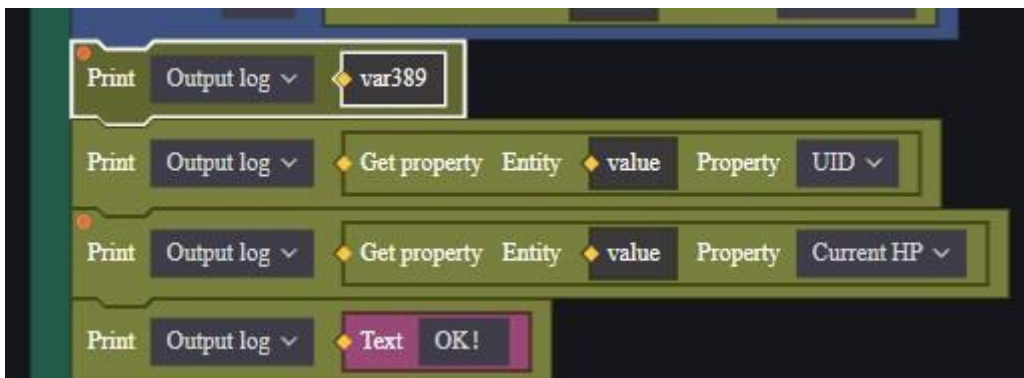 Print Output log var389
Print Output log Get property Entity value Property UID
Print Output log Get property Entity value Property Current HP
Print Output log Text OK!